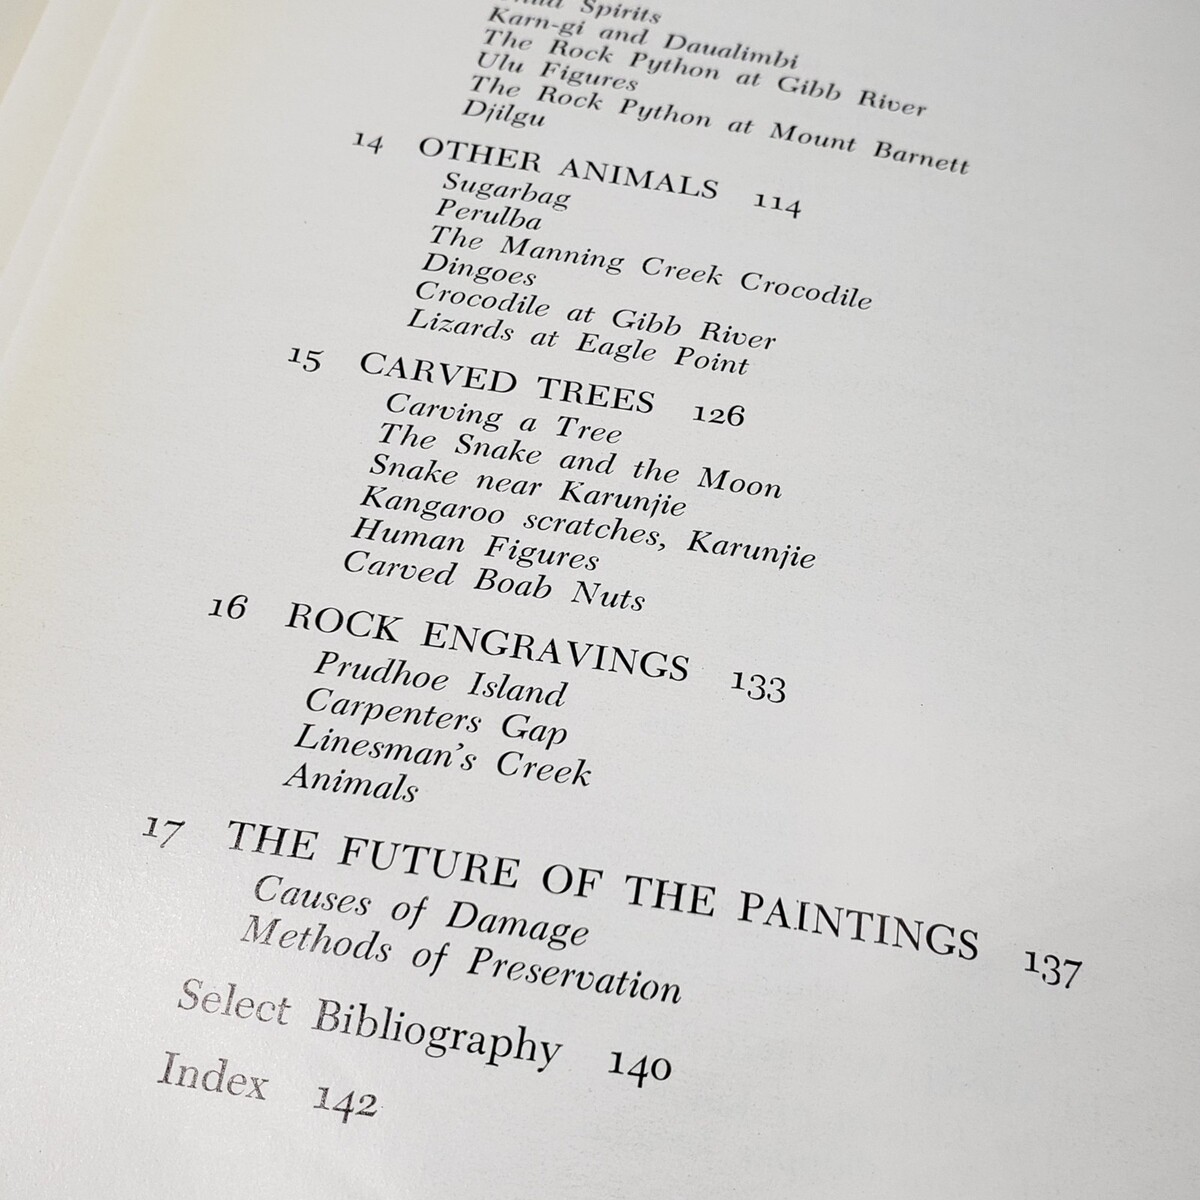 Spirits
Karn-gi and Daualimbi
The Rock Python at Gibb River
Ulu Figures
The Rock Python at Mount Barnett
Djilgu
14 OTHER ANIMALS 114
Sugarbag
Perulba
The Manning Creek Crocodile
Dingoes
Crocodile at Gibb River
Lizards at Eagle Point
15 CARVED TREES 126
Carving a Tree
The Snake and the Moon
Snake near Karunjie
Kangaroo scratches, Karunjie
Human Figures
Carved Boab Nuts
16 ROCK ENGRAVINGS 133
Prudhoe Island
Carpenters Gap
Linesman's Creek
Animals
17 THE FUTURE OF THE PAINTINGS 137
Causes of Damage
Methods of Preservation
Select Bibliography 140
Index 142